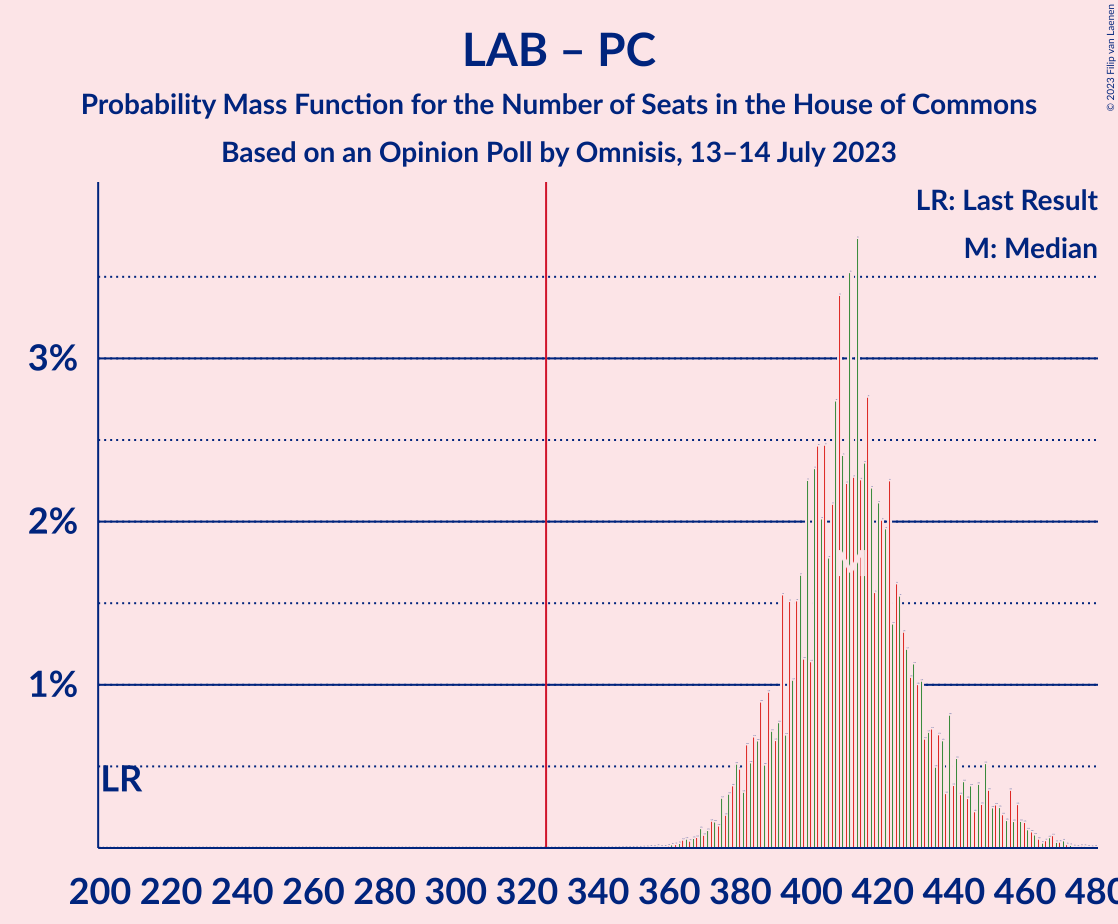 LAB – PC
Probability Mass Function for the Number of Seats in the House of Commons
Based on an Opinion Poll by Omnisis, 13–14 July 2023
© 2023 Filip van Laenen
LR: Last Result
M: Median
3%
2%
1%
LR
M
200 220 240 260 280 300 320 340 360 380 400 420 440 460 480